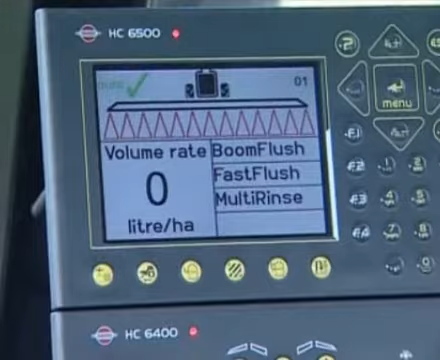 HC 6500
01
Volume rate
0
litre/ha
BoomFlush
FastFlush
MultiRinse
menu
F1
F2
F3
F4
HC 6400